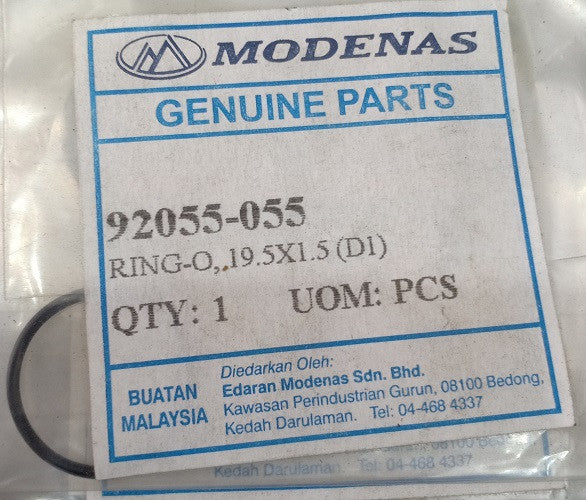 MODENAS
GENUINE PARTS
92055-055
RING-O,,19.5X1.5 (D1)
QTY: 1 UOM: PCS
BUATAN
MALAYSIA
Diedarkan Oleh:
Edaran Modenas Sdn. Bhd.
Kawasan Perindustrian Gurun, 08100 Bedong,
Kedah Darulaman. Tel: 04-468 4337
08100 Be
Kedah Darulaman. Tel: 04-468 4337